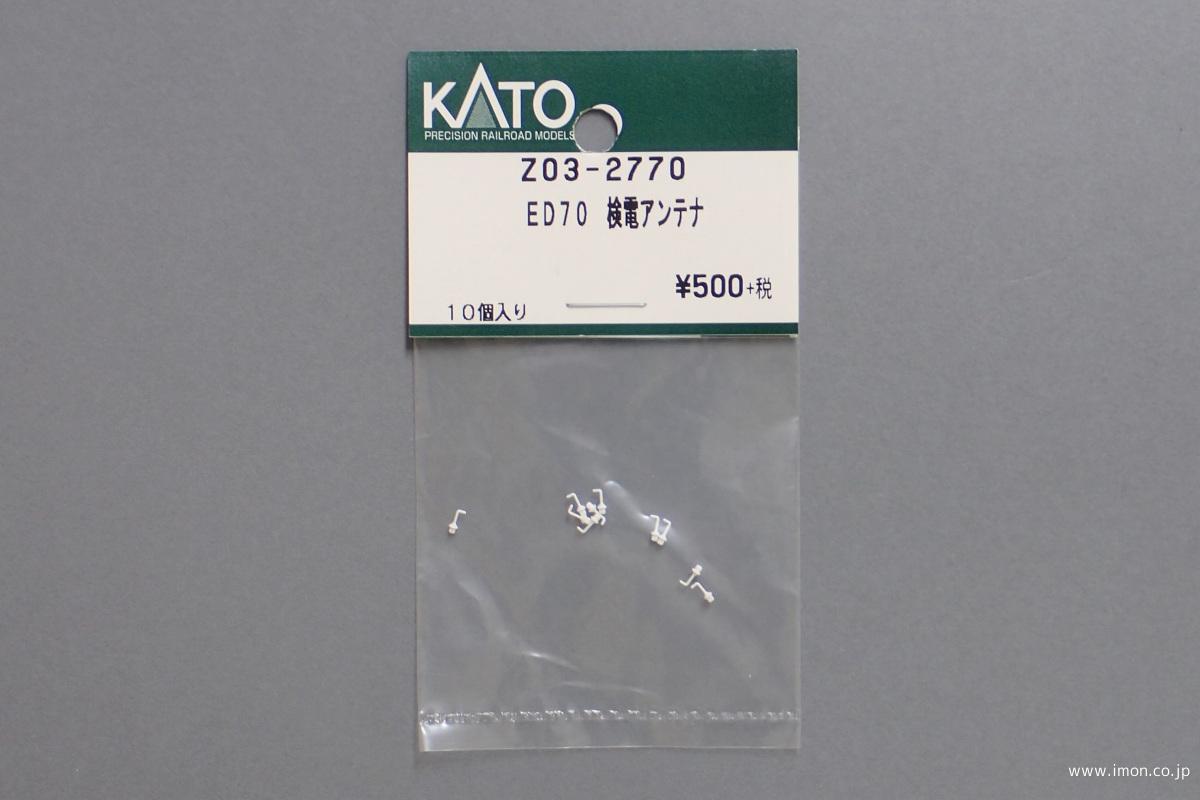 KATO
PRECISION RAILROAD MODELS
Z03-2770
ED70 検電アンテナ
¥500+税
10個入り
www.imon.co.jp